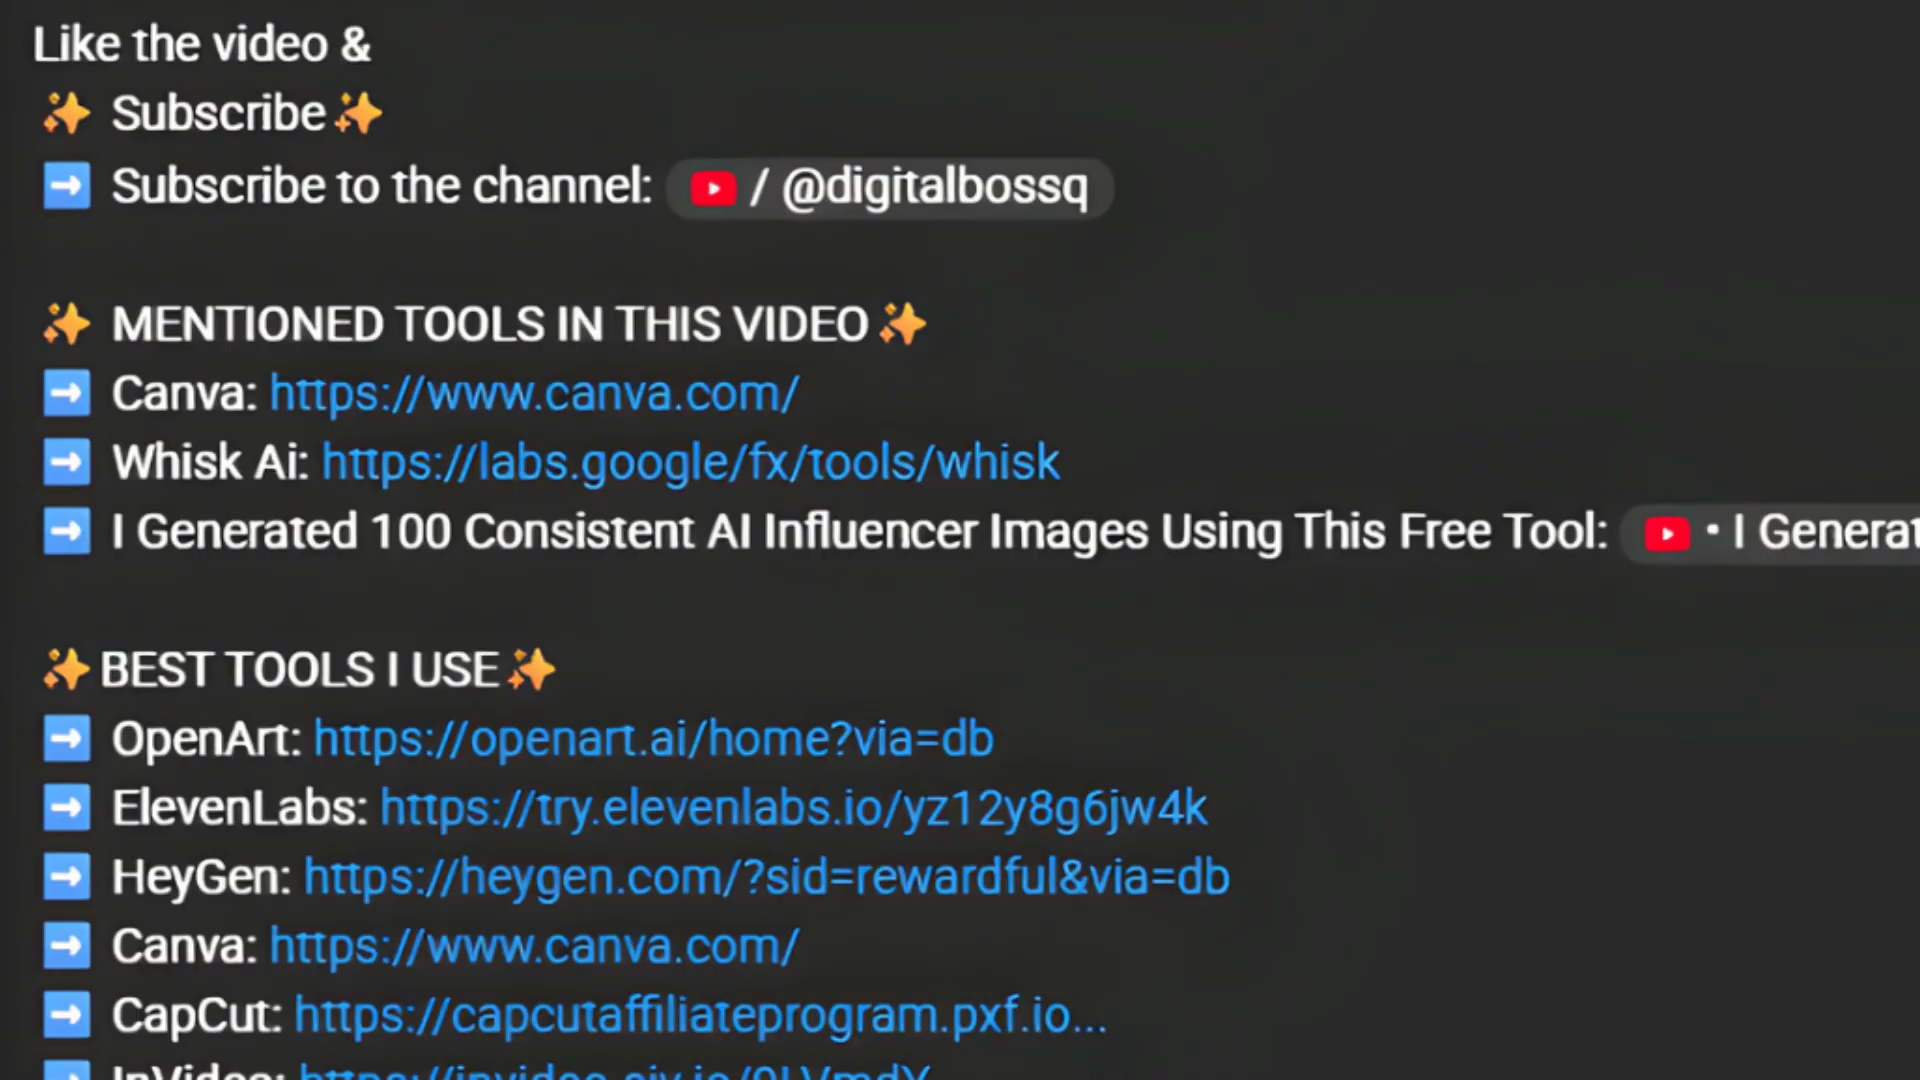 Like the video &
✨ Subscribe ✨
➡ Subscribe to the channel: / @digitalbossq
✨ MENTIONED TOOLS IN THIS VIDEO ✨
➡ Canva: https://www.canva.com/
➡ Whisk Ai: https://labs.google/fx/tools/whisk
➡ I Generated 100 Consistent AI Influencer Images Using This Free Tool: • I Generat
✨ BEST TOOLS I USE ✨
➡ OpenArt: https://openart.ai/home?via=db
➡ ElevenLabs: https://try.elevenlabs.io/yz12y8g6jw4k
➡ HeyGen: https://heygen.com/?sid=rewardful&via=db
➡ Canva: https://www.canva.com/
➡ CapCut: https://capcutaffiliateprogram.pxf.io...
➡ InVideo: